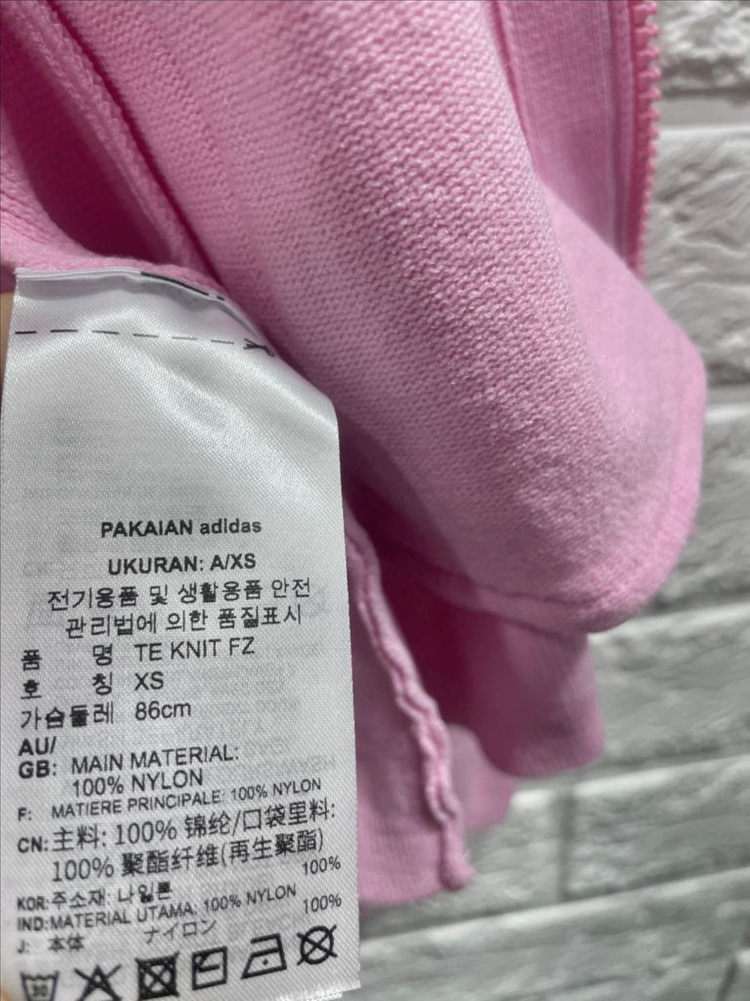 PAKAIAN adidas
UKURAN: A/XS
전기용품 및 생활용품 안전
관리법에 의한 품질표시
품 명 TE KNIT FZ
호 칭 XS
가슴둘레 86cm
AU/
GB: MAIN MATERIAL:
100% NYLON
F: MATIERE PRINCIPALE: 100% NYLON
CN: 主料: 100% 锦纶/口袋里料:
100% 聚酯纤维(再生聚酯)
KOR: 주소재: 나일론 100%
IND: MATERIAL UTAMA: 100% NYLON
J: 本体 ナイロン 100%
30